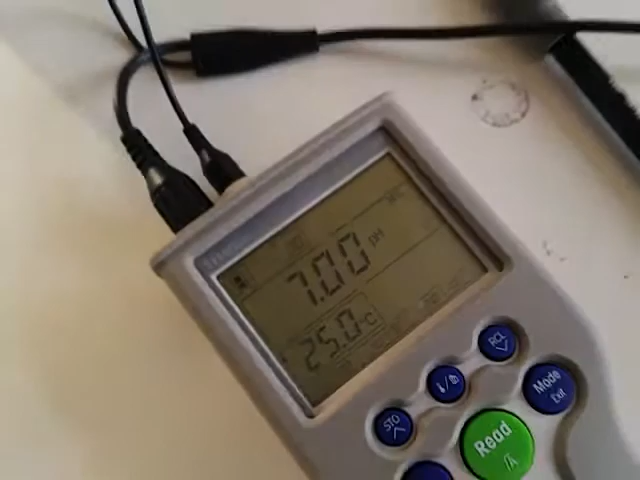 7.00 pH
25.0 °C
RCL
Mode
Exit
STO
Read
/A